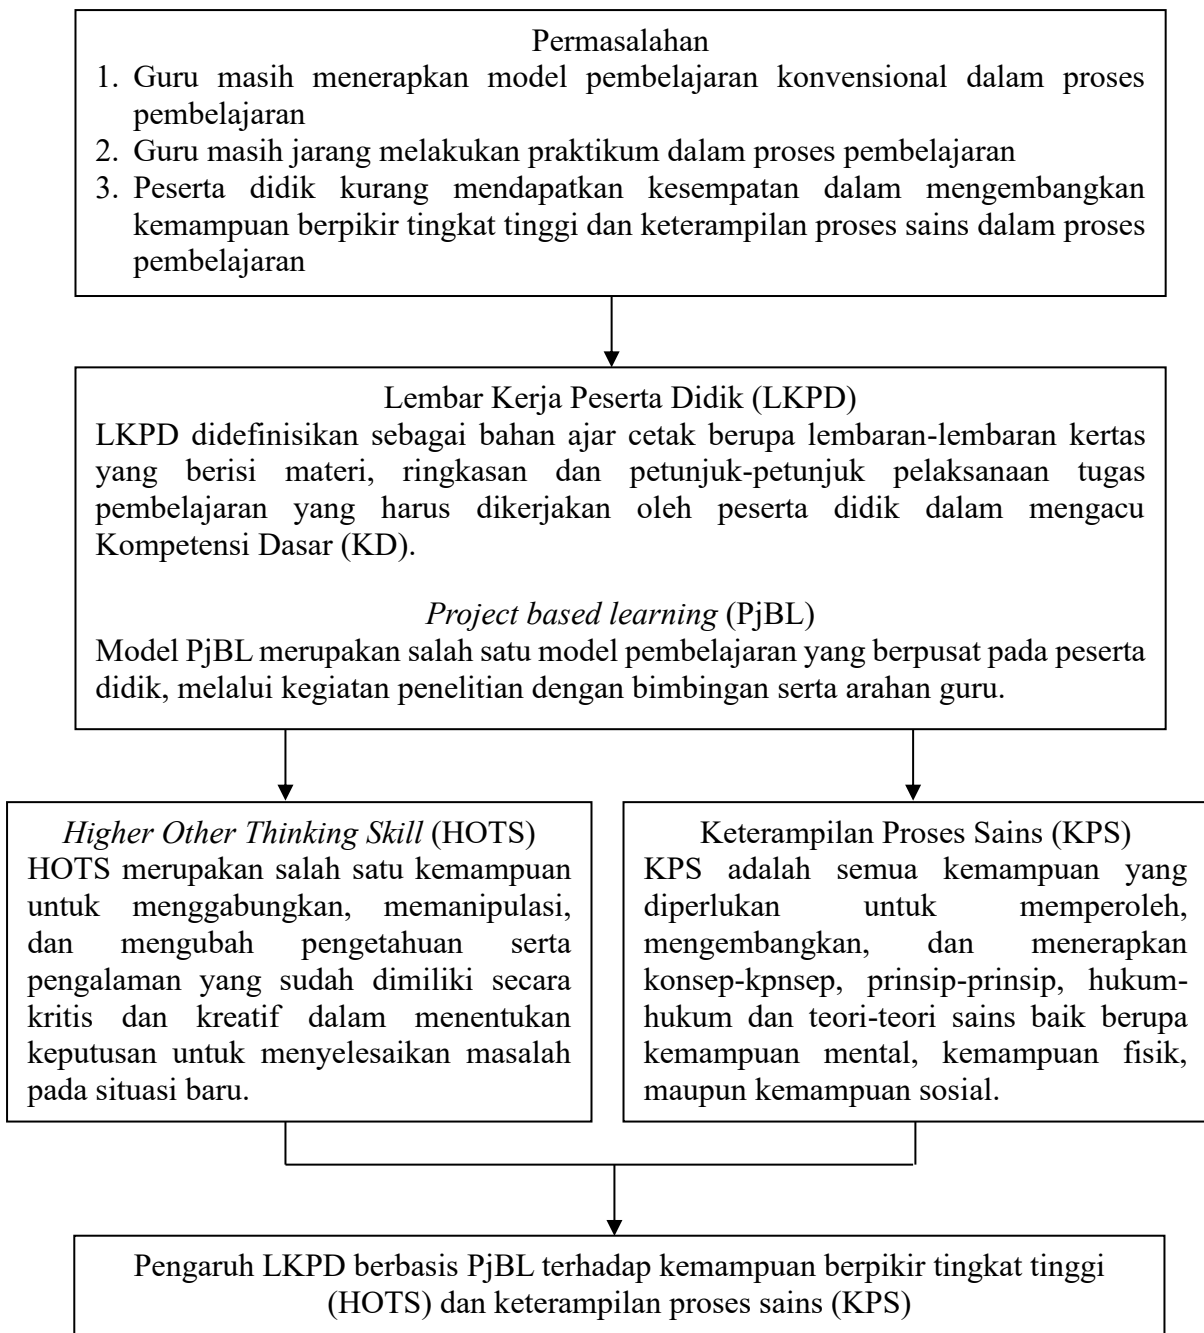 Permasalahan
1. Guru masih menerapkan model pembelajaran konvensional dalam proses
pembelajaran
2. Guru masih jarang melakukan praktikum dalam proses pembelajaran
3. Peserta didik kurang mendapatkan kesempatan dalam mengembangkan
kemampuan berpikir tingkat tinggi dan keterampilan proses sains dalam proses
pembelajaran
Lembar Kerja Peserta Didik (LKPD)
LKPD didefinisikan sebagai bahan ajar cetak berupa lembaran-lembaran kertas
yang berisi materi, ringkasan dan petunjuk-petunjuk pelaksanaan tugas
pembelajaran yang harus dikerjakan oleh peserta didik dalam mengacu
Kompetensi Dasar (KD).
Project based learning (PjBL)
Model PjBL merupakan salah satu model pembelajaran yang berpusat pada peserta
didik, melalui kegiatan penelitian dengan bimbingan serta arahan guru.
Higher Other Thinking Skill (HOTS)
HOTS merupakan salah satu kemampuan
untuk menggabungkan, memanipulasi,
dan mengubah pengetahuan serta
pengalaman yang sudah dimiliki secara
kritis dan kreatif dalam menentukan
keputusan untuk menyelesaikan masalah
pada situasi baru.
Keterampilan Proses Sains (KPS)
KPS adalah semua kemampuan yang
diperlukan untuk memperoleh,
mengembangkan, dan menerapkan
konsep-kpnsep, prinsip-prinsip, hukum-
hukum dan teori-teori sains baik berupa
kemampuan mental, kemampuan fisik,
maupun kemampuan sosial.
Pengaruh LKPD berbasis PjBL terhadap kemampuan berpikir tingkat tinggi
(HOTS) dan keterampilan proses sains (KPS)